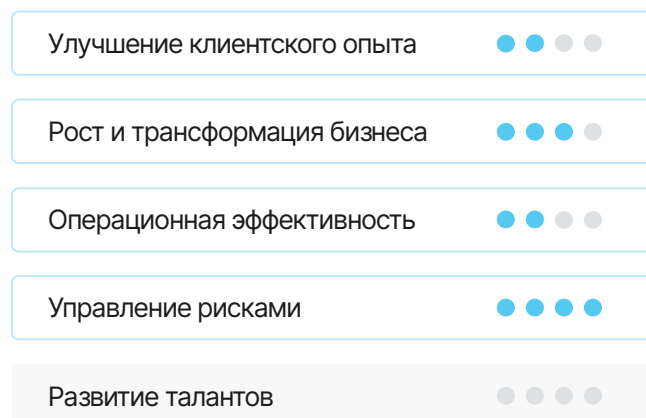 Улучшение клиентского опыта
Рост и трансформация бизнеса
Операционная эффективность
Управление рисками
Развитие талантов